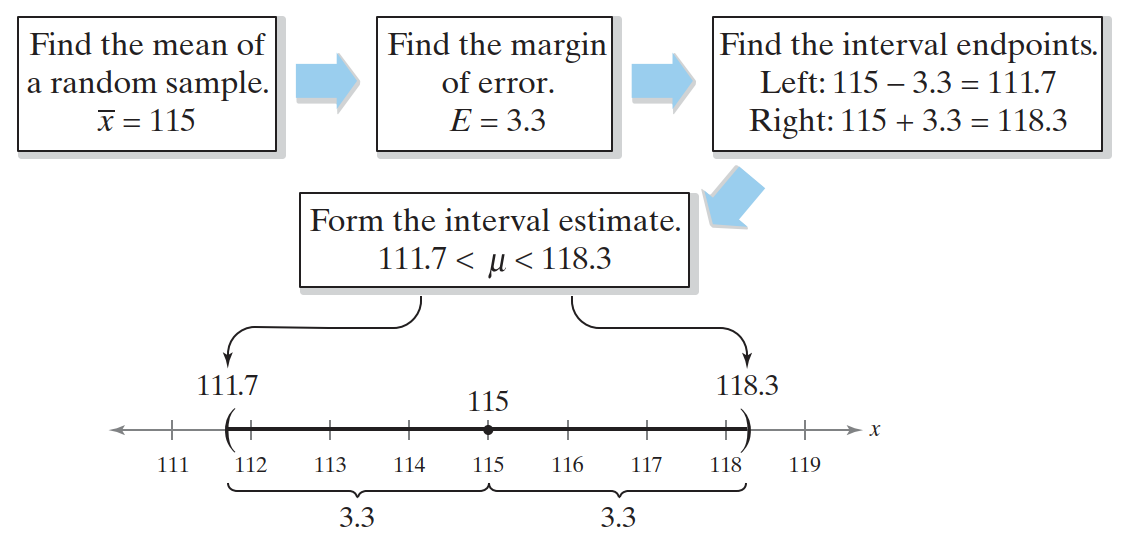 Find the mean of
a random sample.
x̅ = 115
Find the margin
of error.
E = 3.3
Find the interval endpoints.
Left: 115 – 3.3 = 111.7
Right: 115 + 3.3 = 118.3
Form the interval estimate.
111.7 < μ < 118.3
111.7
115
118.3
x
111 112 113 114 115 116 117 118 119
3.3 3.3